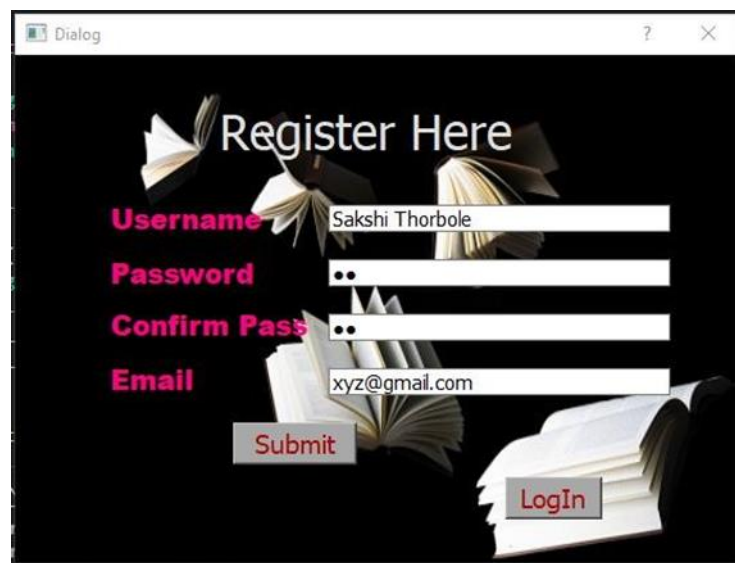 Dialog ?
Register Here
Username Sakshi Thorbole
Password ●●
Confirm Pass ●●
Email xyz@gmail.com
Submit
LogIn